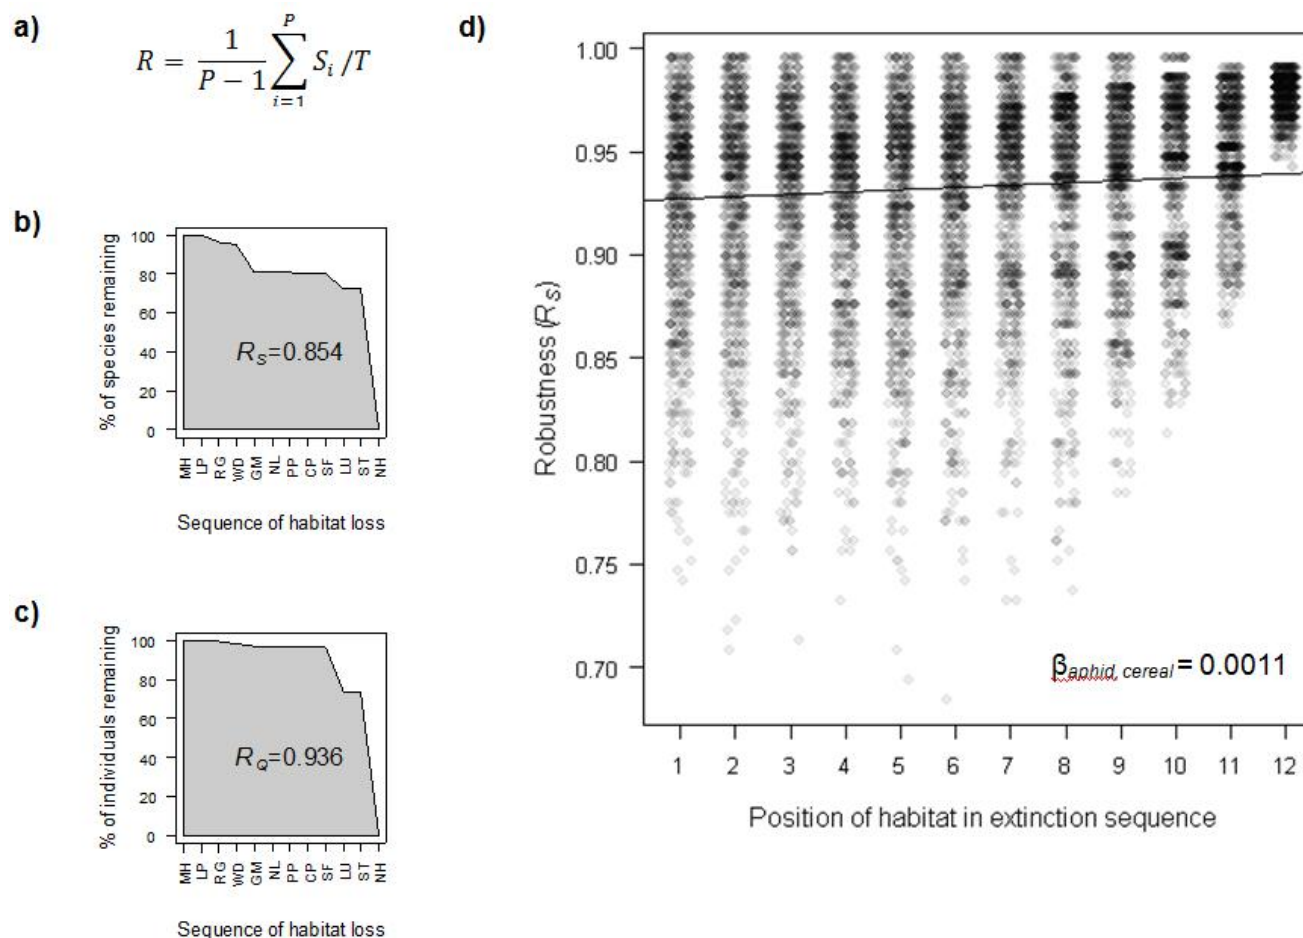 a)
R = 1/(P − 1) ∑ i=1 P S_i /T
b)
% of species remaining
100
80
60
40
20
0
R_S=0.854
MH LP RG WD GM NL PP CP SF LU ST NH
Sequence of habitat loss
c)
% of individuals remaining
100
80
60
40
20
0
R_Q=0.936
MH LP RG WD GM NL PP CP SF LU ST NH
Sequence of habitat loss
d)
Robustness (R_S)
1.00
0.95
0.90
0.85
0.80
0.75
0.70
β_aphid, cereal = 0.0011
1 2 3 4 5 6 7 8 9 10 11 12
Position of habitat in extinction sequence